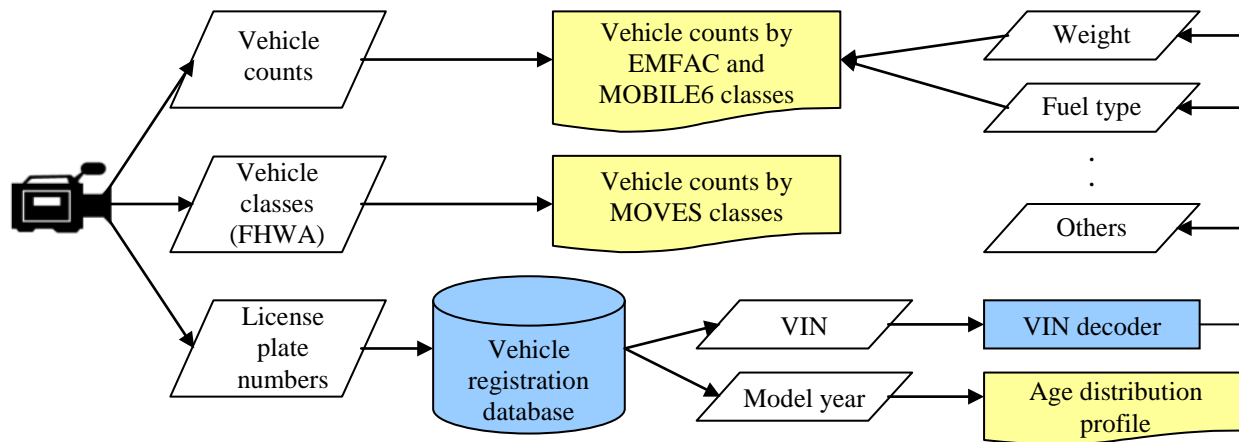 Vehicle
counts
Vehicle counts by
EMFAC and
MOBILE6 classes
Weight
Fuel type
.
.
Others
Vehicle
classes
(FHWA)
Vehicle counts by
MOVES classes
License
plate
numbers
Vehicle
registration
database
VIN
VIN decoder
Model year
Age distribution
profile